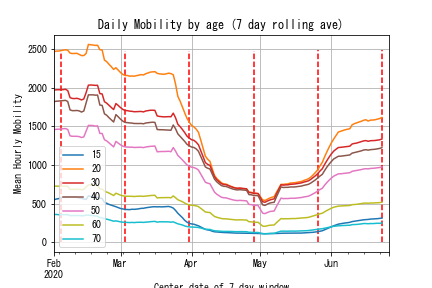 Daily Mobility by age (7 day rolling ave)
Mean Hourly Mobility
2500
2000
1500
1000
500
0
15
20
30
40
50
60
70
Feb
2020
Mar
Apr
May
Jun
Center date of 7 day window